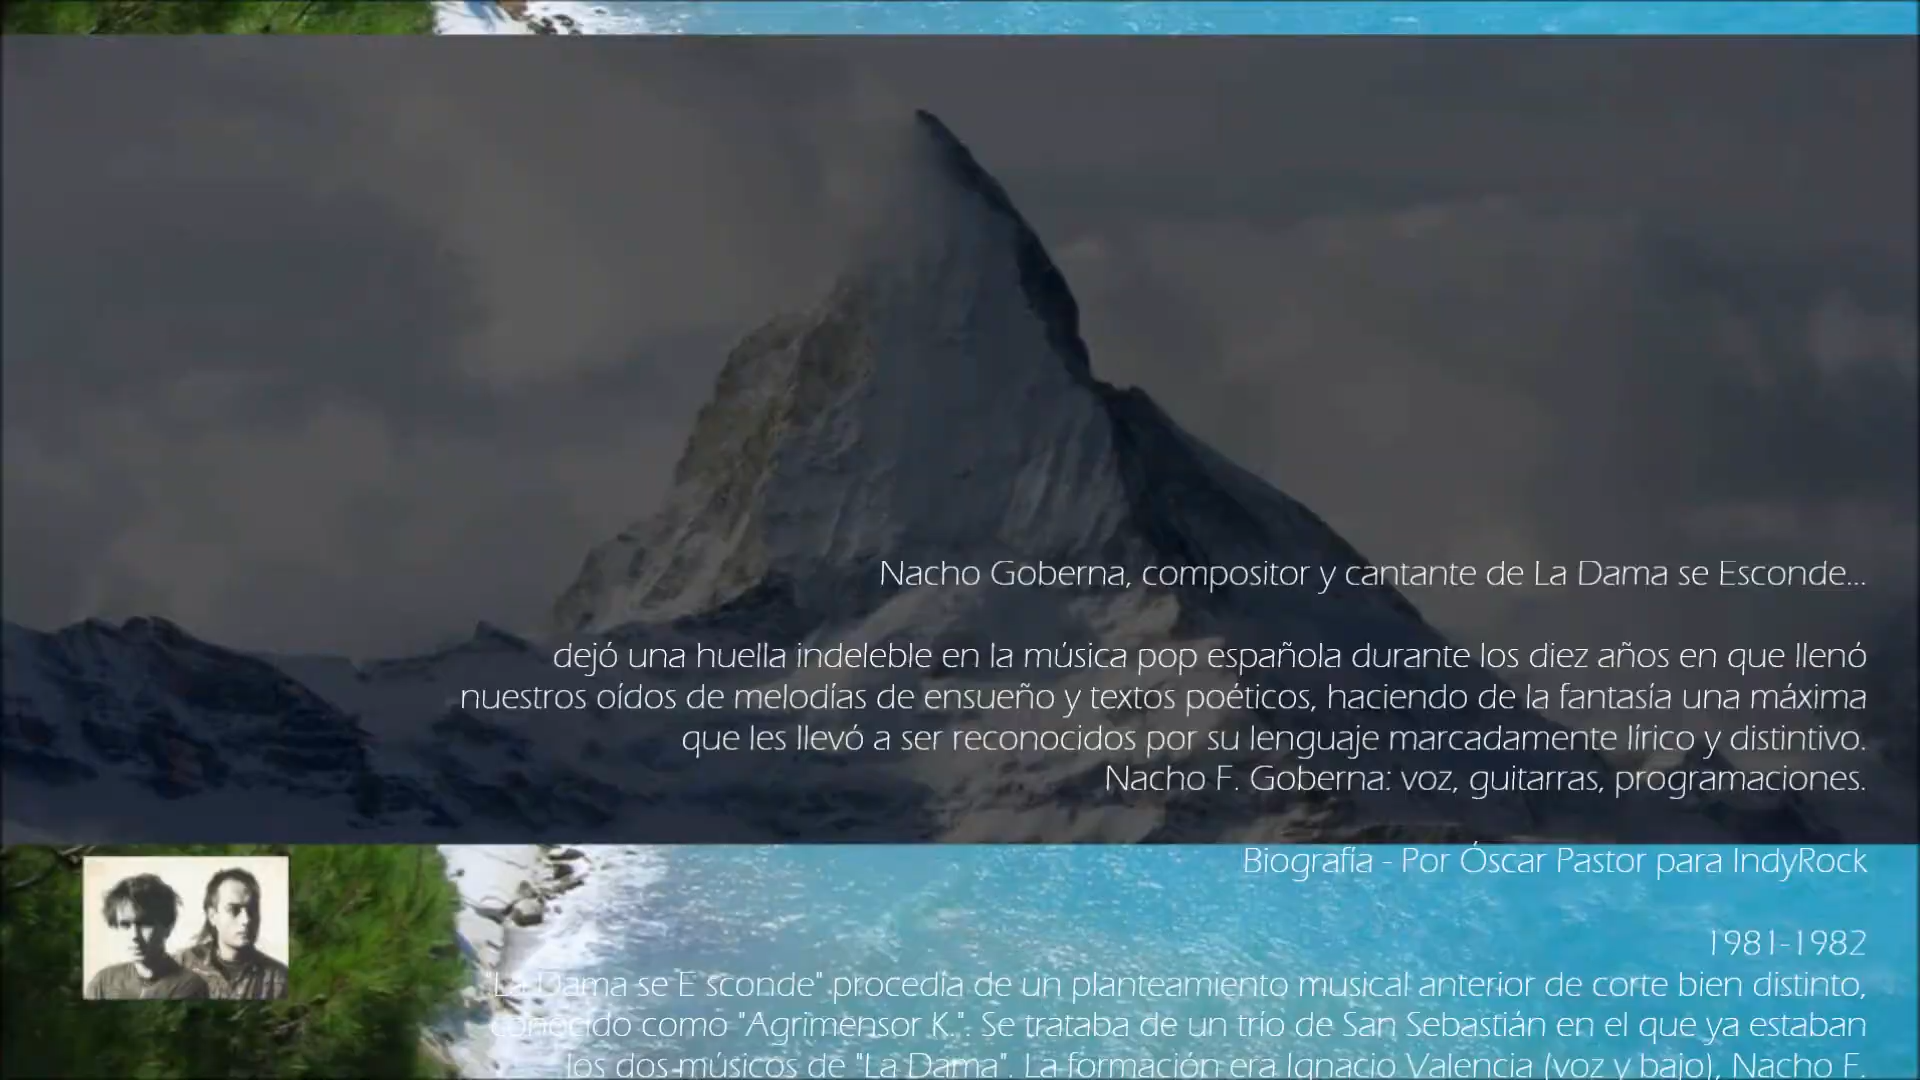 Nacho Goberna, compositor y cantante de La Dama se Esconde...
dejó una huella indeleble en la música pop española durante los diez años en que llenó
nuestros oídos de melodías de ensueño y textos poéticos, haciendo de la fantasía una máxima
que les llevó a ser reconocidos por su lenguaje marcadamente lírico y distintivo.
Nacho F. Goberna: voz, guitarras, programaciones.
Biografía - Por Óscar Pastor para IndyRock
1981-1982
"La Dama se E sconde" procedía de un planteamiento musical anterior de corte bien distinto,
conocido como "Agrimensor K.". Se trataba de un trío de San Sebastián en el que ya estaban
los dos músicos de "La Dama". La formación era Ignacio Valencia (voz y bajo), Nacho F.